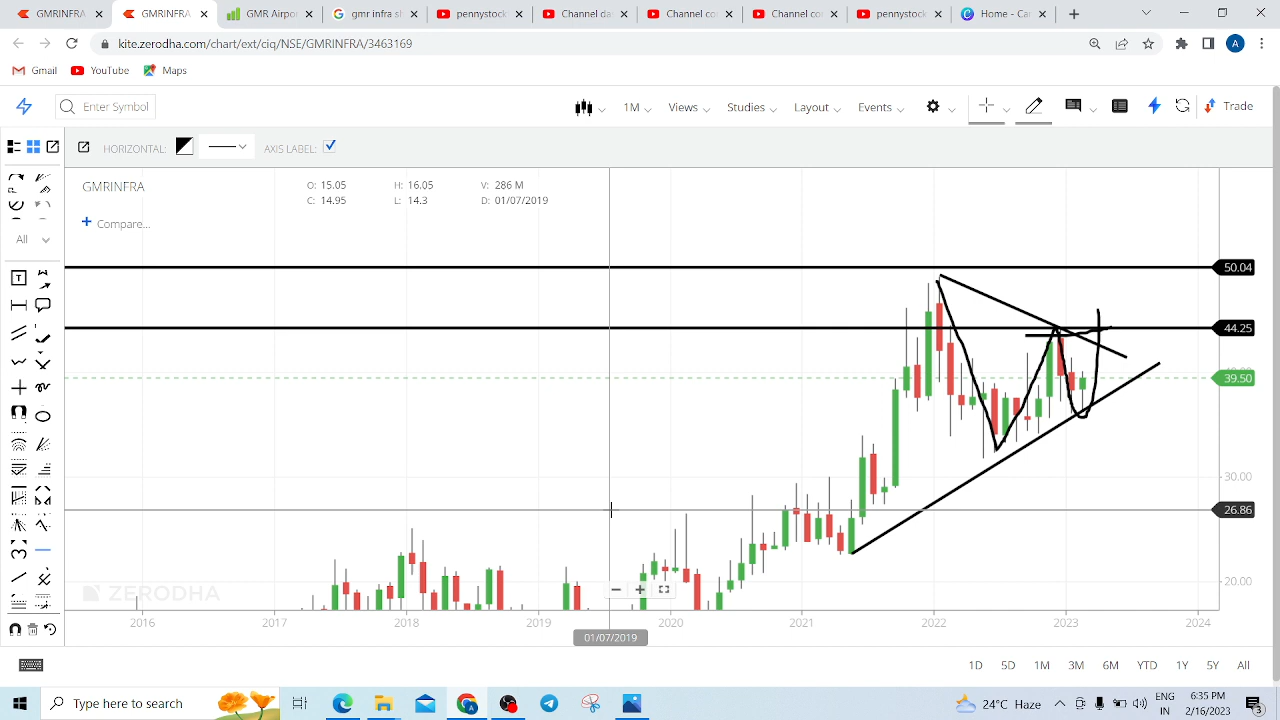 GMRINFRA
GMRINFRA
GMR Airpo
gmr infra s
pennystock
Channel da
Channel co
Channel co
pennystock
Home - Ca
kite.zerodha.com/chart/ext/ciq/NSE/GMRINFRA/3463169
A
Gmail
YouTube
Maps
Enter Symbol
1M
Views
Studies
Layout
Events
Trade
HORIZONTAL:
AXIS LABEL:
GMRINFRA
O: 15.05
H: 16.05
V: 286 M
C: 14.95
L: 14.3
D: 01/07/2019
+ Compare...
All
T
50.04
44.25
39.50
30.00
26.86
20.00
ZERODHA
2016
2017
2018
2019
2020
2021
2022
2023
2024
01/07/2019
1D
5D
1M
3M
6M
YTD
1Y
5Y
All
Type here to search
24°C Haze
ENG
IN
6:35 PM
2/16/2023
3